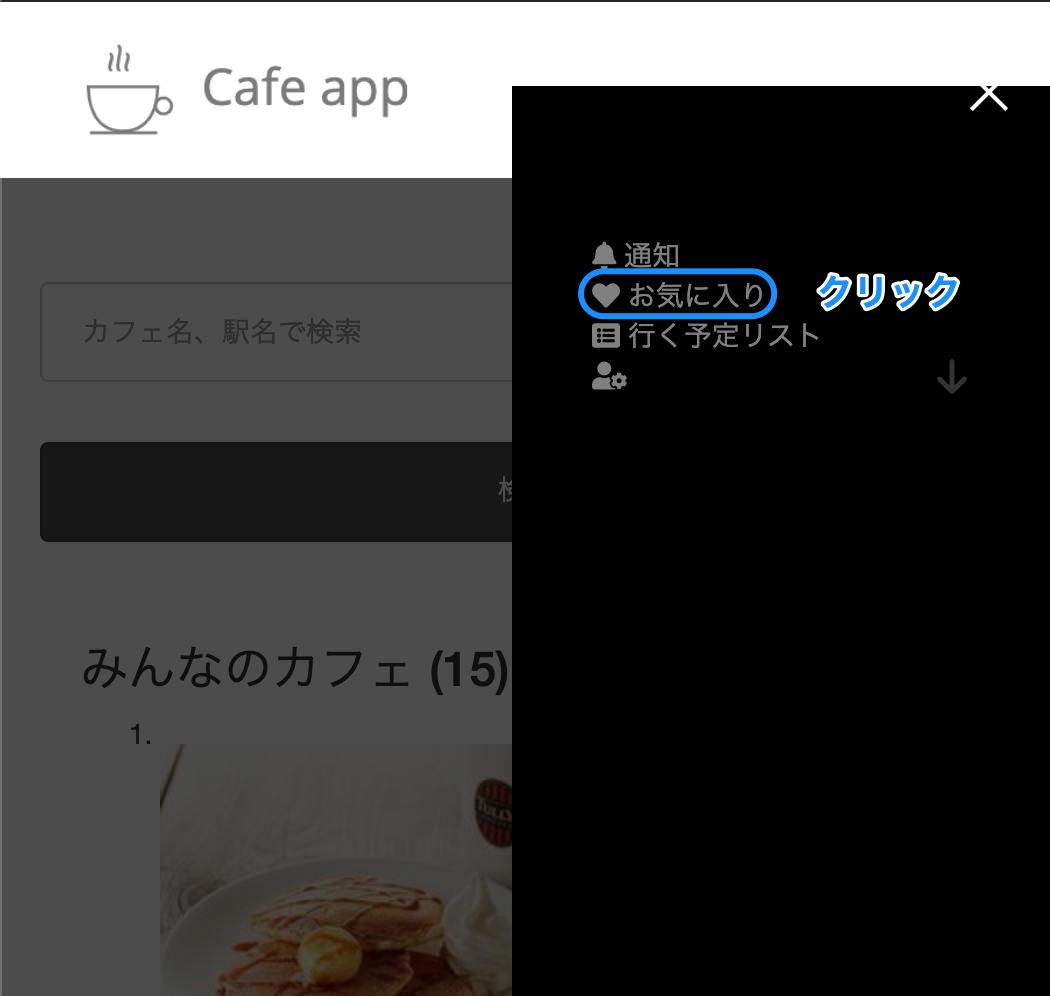 Cafe app
通知
お気に入り クリック
行く予定リスト
カフェ名、駅名で検索
検
みんなのカフェ (15)
1.
TULLY